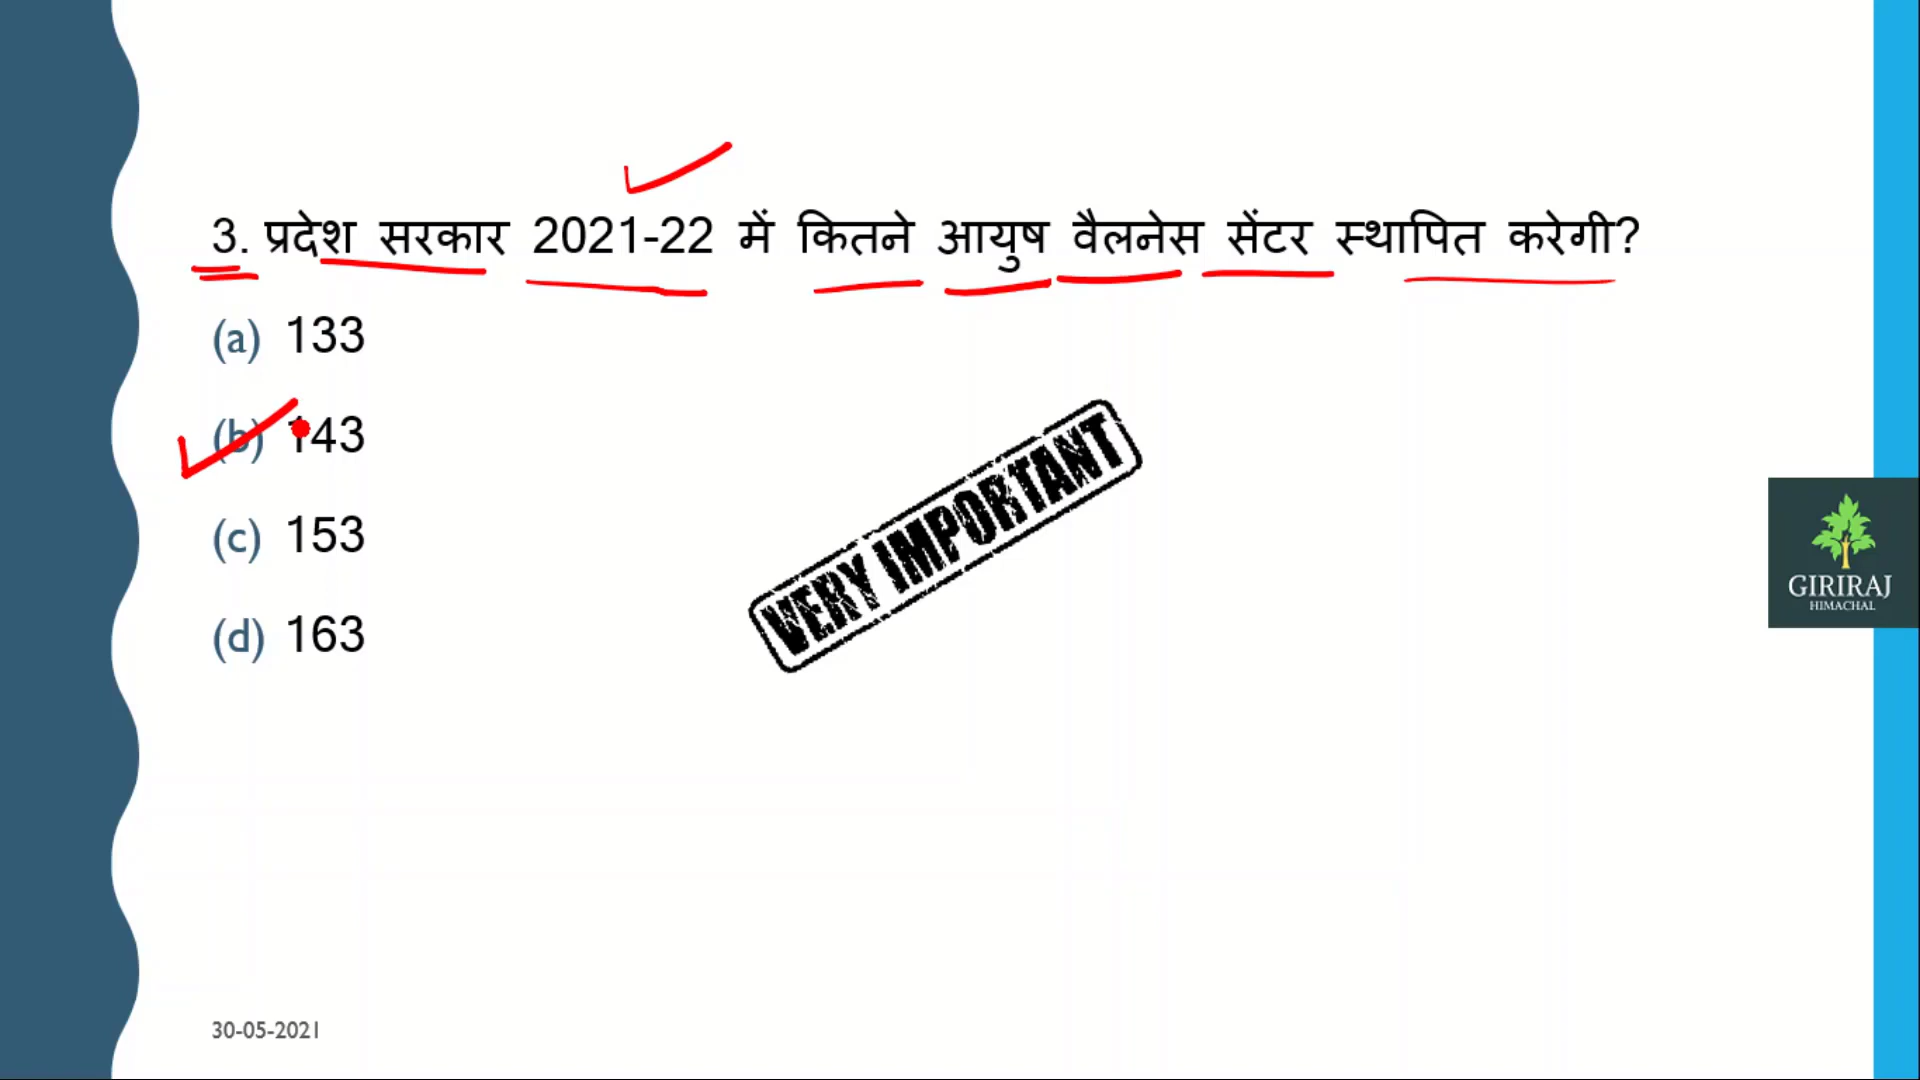 3. प्रदेश सरकार 2021-22 में कितने आयुष वैलनेस सेंटर स्थापित करेगी?
(a) 133
(b) 143
(c) 153
(d) 163
VERY IMPORTANT
GIRIRAJ
HIMACHAL
30-05-2021